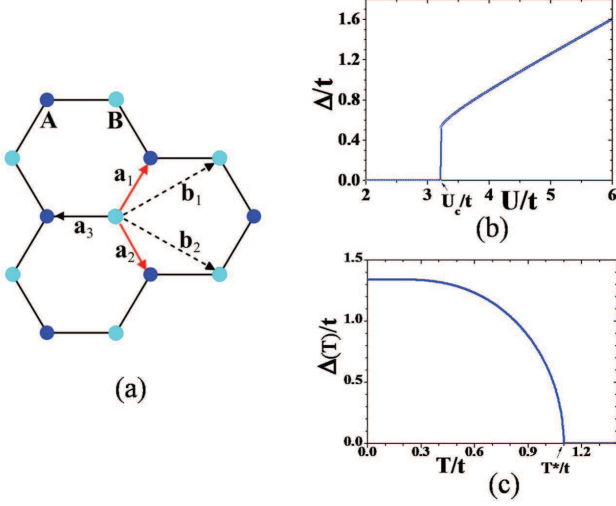 A
B
a₁
b₁
a₃
a₂
b₂
(a)
Δ/t
1.6
1.2
0.8
0.4
0.0
2 3 4 5 6
U_c/t U/t
(b)
Δ(T)/t
1.5
1.0
0.5
0.0
0.0 0.3 0.6 0.9 1.2
T/t T*/t
(c)